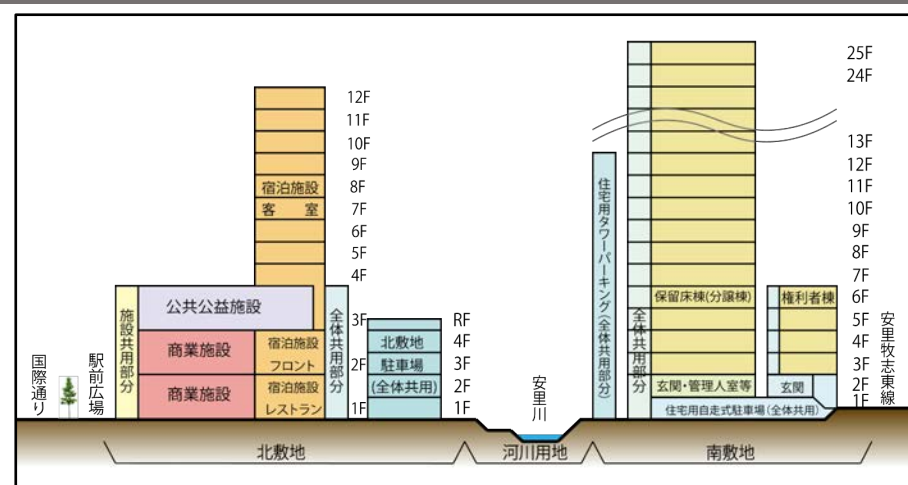 12F
11F
10F
9F
8F
7F
6F
5F
4F
3F
2F
1F
宿泊施設
客　室
公共公益施設
商業施設
宿泊施設
フロント
商業施設
宿泊施設
レストラン
施設共用部分
全体共用部分
国際通り
駅前広場
RF
4F
3F
2F
1F
北敷地
駐車場
(全体共用)
安里川
住宅用タワーパーキング(全体共用部分)
全体共用部分
保留床棟(分譲棟)
玄関・管理人室等
住宅用自走式駐車場(全体共用)
権利者棟
玄関
25F
24F
13F
12F
11F
10F
9F
8F
7F
6F
5F
4F
3F
2F
1F
安里牧志東線
北敷地
河川用地
南敷地